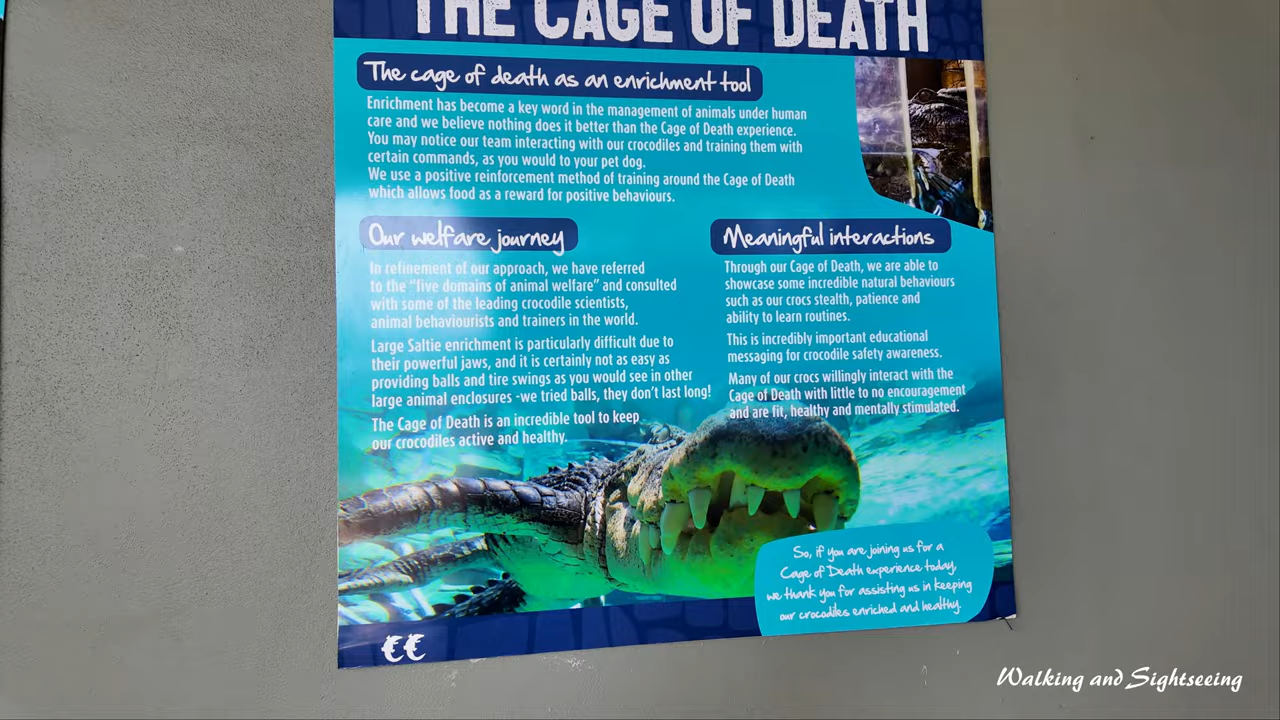 THE CAGE OF DEATH
The cage of death as an enrichment tool
Enrichment has become a key word in the management of animals under human
care and we believe nothing does it better than the Cage of Death experience.
You may notice our team interacting with our crocodiles and training them with
certain commands, as you would to your pet dog.
We use a positive reinforcement method of training around the Cage of Death
which allows food as a reward for positive behaviours.
Our welfare journey
In refinement of our approach, we have referred
to the "five domains of animal welfare" and consulted
with some of the leading crocodile scientists,
animal behaviourists and trainers in the world.
Large Saltie enrichment is particularly difficult due to
their powerful jaws, and it is certainly not as easy as
providing balls and tire swings as you would see in other
large animal enclosures -we tried balls, they don't last long!
The Cage of Death is an incredible tool to keep
our crocodiles active and healthy.
Meaningful interactions
Through our Cage of Death, we are able to
showcase some incredible natural behaviours
such as our crocs stealth, patience and
ability to learn routines.
This is incredibly important educational
messaging for crocodile safety awareness.
Many of our crocs willingly interact with the
Cage of Death with little to no encouragement
and are fit, healthy and mentally stimulated.
So, if you are joining us for a
Cage of Death experience today,
we thank you for assisting us in keeping
our crocodiles enriched and healthy.
Walking and Sightseeing